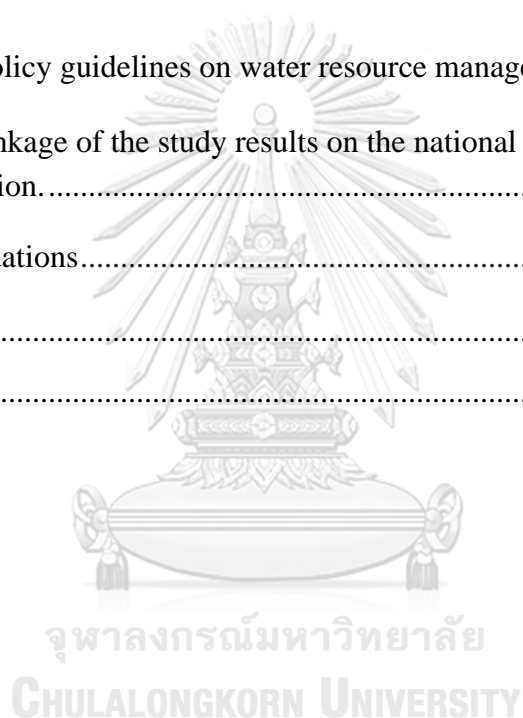 olicy guidelines on water resource manag
nkage of the study results on the national
ion. ..........................................................................
ations....................................................................
..................................................................................
..................................................................................
จุฬาลงกรณ์มหาวิทยาลัย
CHULALONGKORN UNIVERSITY